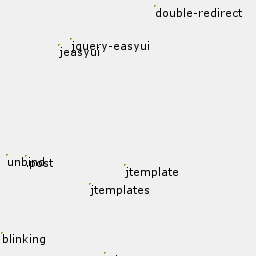 double-redirect
jquery-easyui
jeasyui
unbind
.post
jtemplate
jtemplates
blinking